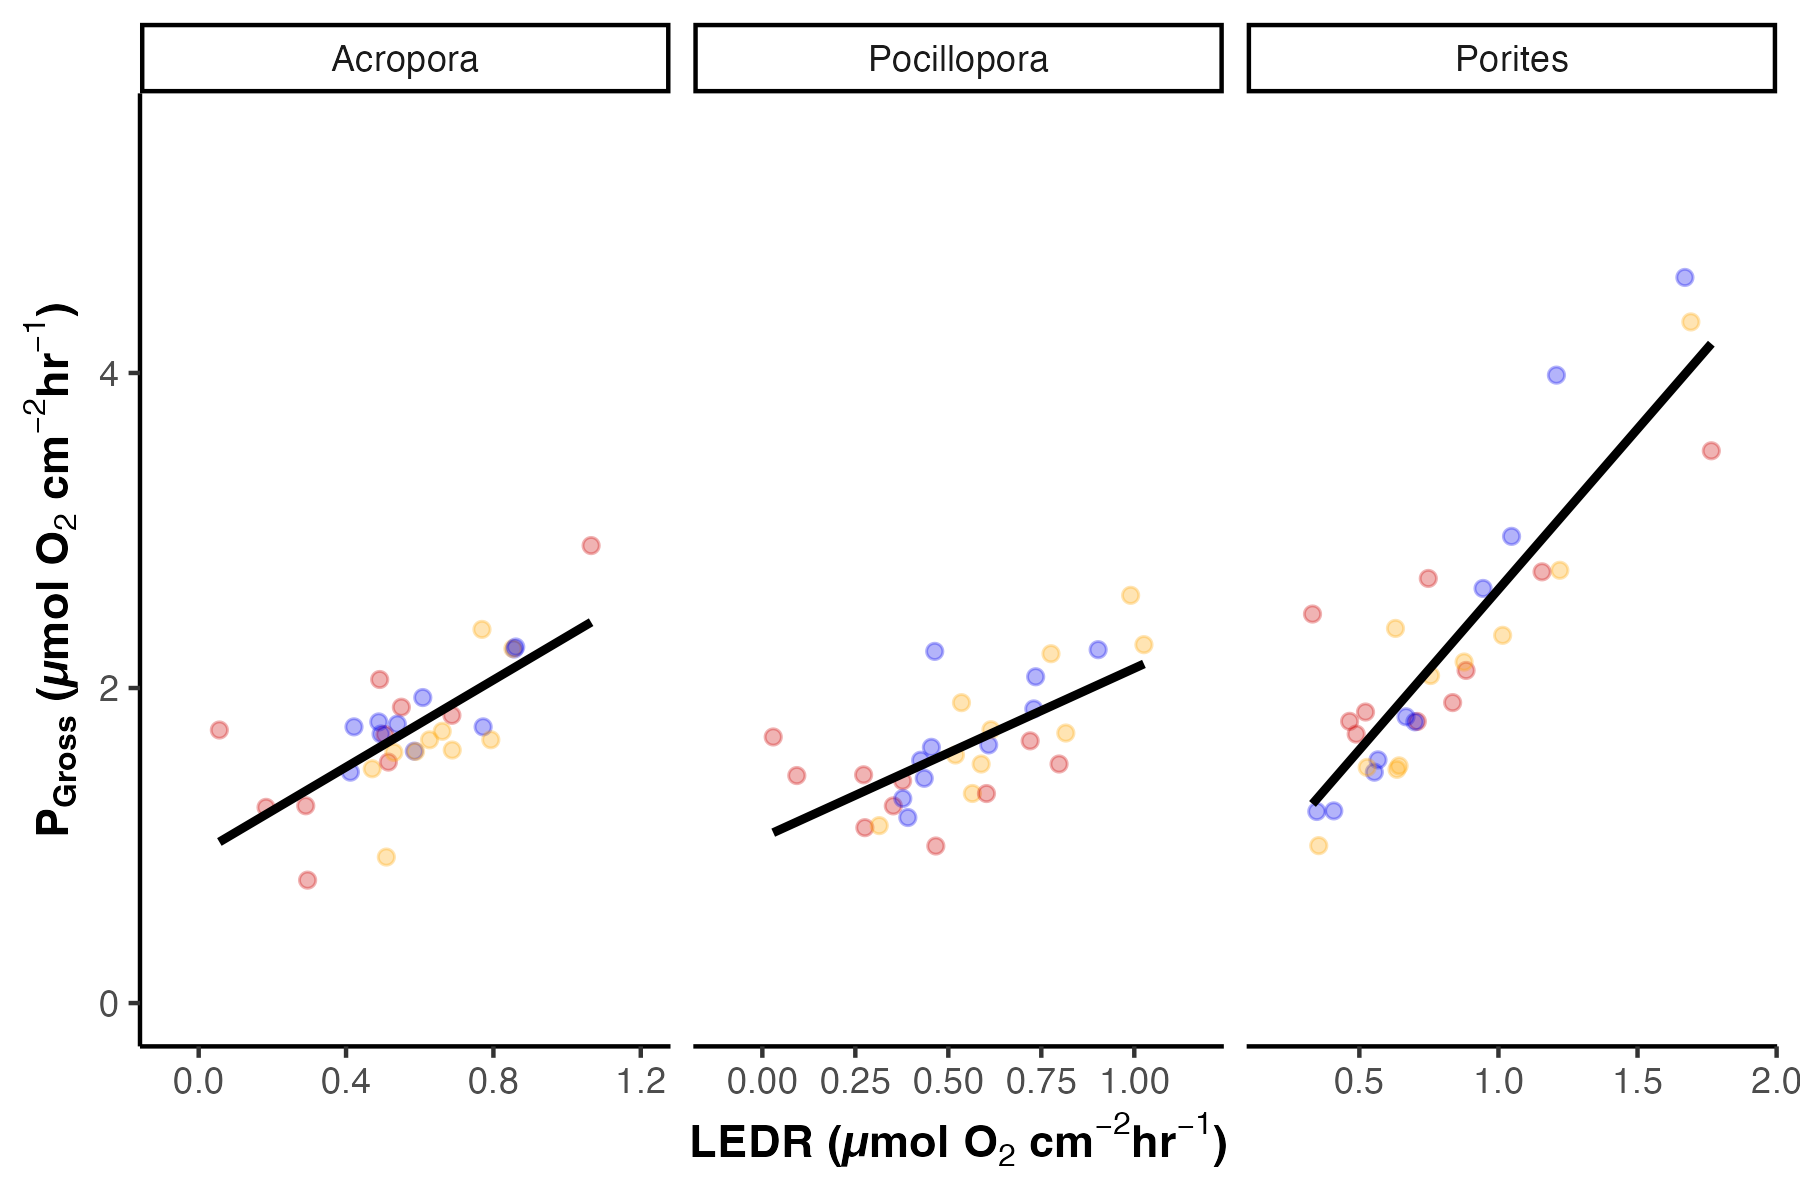 Acropora Pocillopora Porites
P_Gross (µmol O₂ cm⁻²hr⁻¹)
4
2
0
0.0 0.4 0.8 1.2 0.00 0.25 0.50 0.75 1.00 0.5 1.0 1.5 2.0
LEDR (µmol O₂ cm⁻²hr⁻¹)